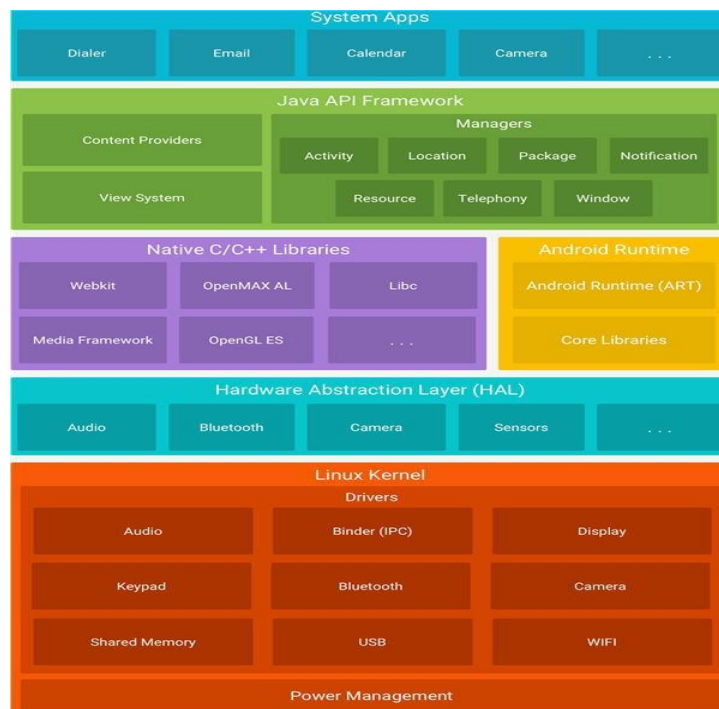 System Apps
Dialer Email Calendar Camera . . .
Java API Framework
Content Providers
View System
Managers
Activity Location Package Notification
Resource Telephony Window
Native C/C++ Libraries
Webkit OpenMAX AL Libc
Media Framework OpenGL ES . . .
Android Runtime
Android Runtime (ART)
Core Libraries
Hardware Abstraction Layer (HAL)
Audio Bluetooth Camera Sensors . . .
Linux Kernel
Drivers
Audio Binder (IPC) Display
Keypad Bluetooth Camera
Shared Memory USB WIFI
Power Management